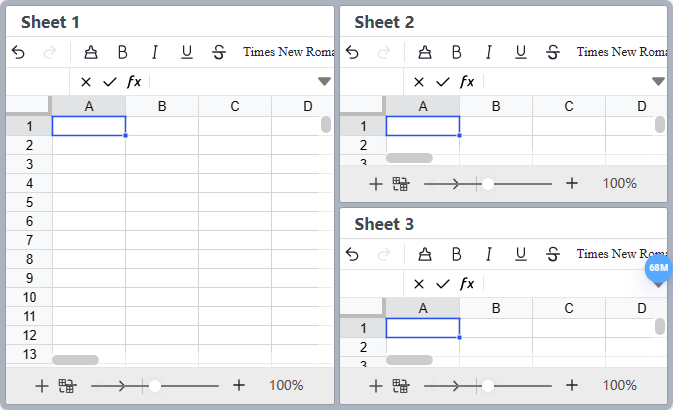 Sheet 1
B I U S Times New Roma
fx
A B C D
1
2
3
4
5
6
7
8
9
10
11
12
13
100%
Sheet 2
B I U S Times New Roma
fx
A B C D
1
2
3
100%
Sheet 3
B I U S Times New Roma
68M
fx
A B C D
1
2
3
100%